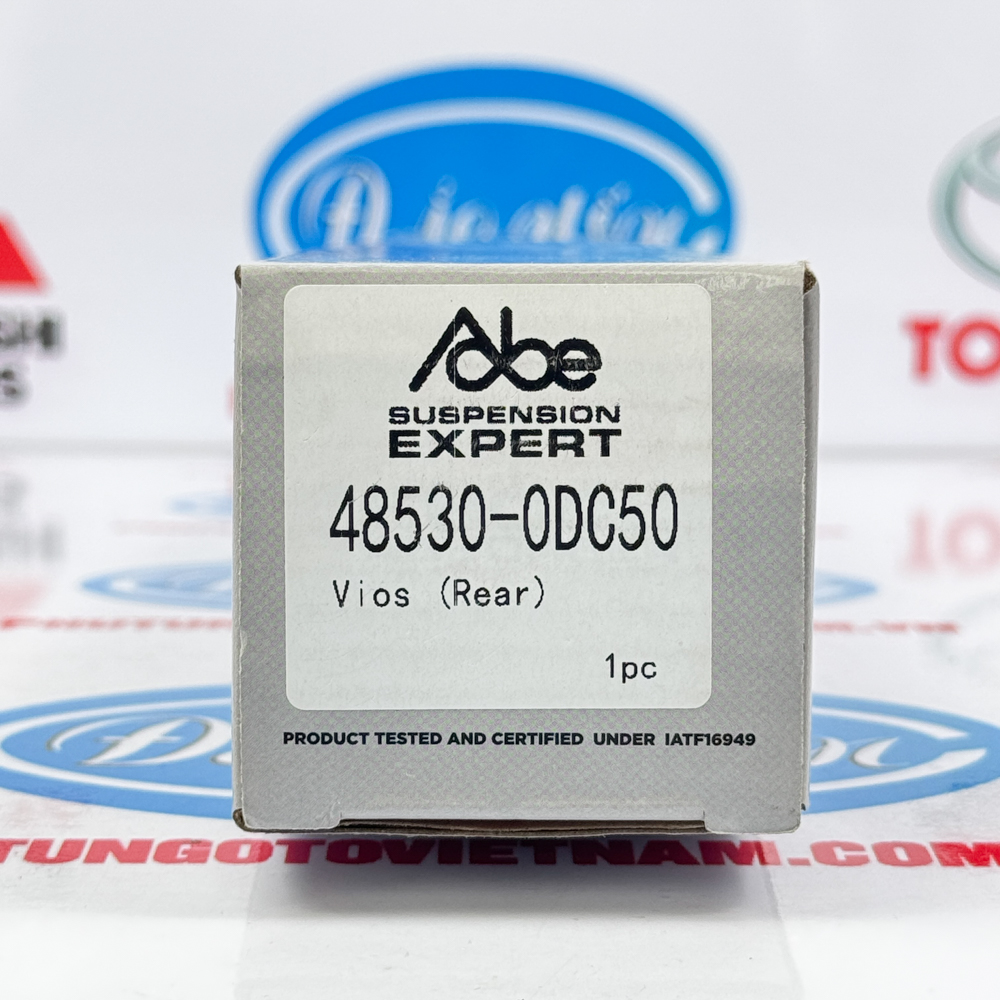 Abe
SUSPENSION
EXPERT
48530-0DC50
Vios (Rear)
1pc
PRODUCT TESTED AND CERTIFIED UNDER IATF16949
TUNGOTOVIETNAM.COM